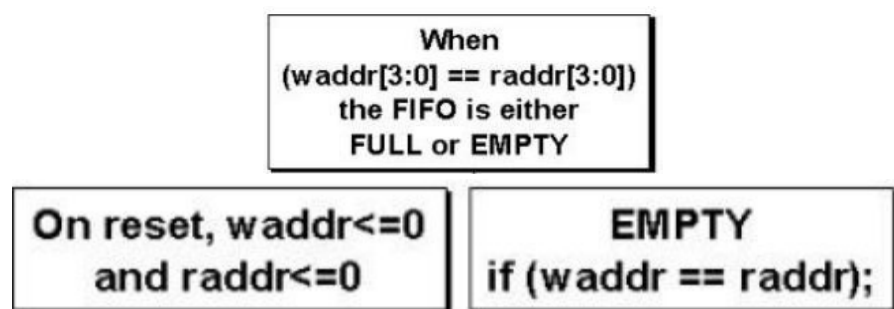 When
(waddr[3:0] == raddr[3:0])
the FIFO is either
FULL or EMPTY
On reset, waddr<=0
and raddr<=0
EMPTY
if (waddr == raddr);